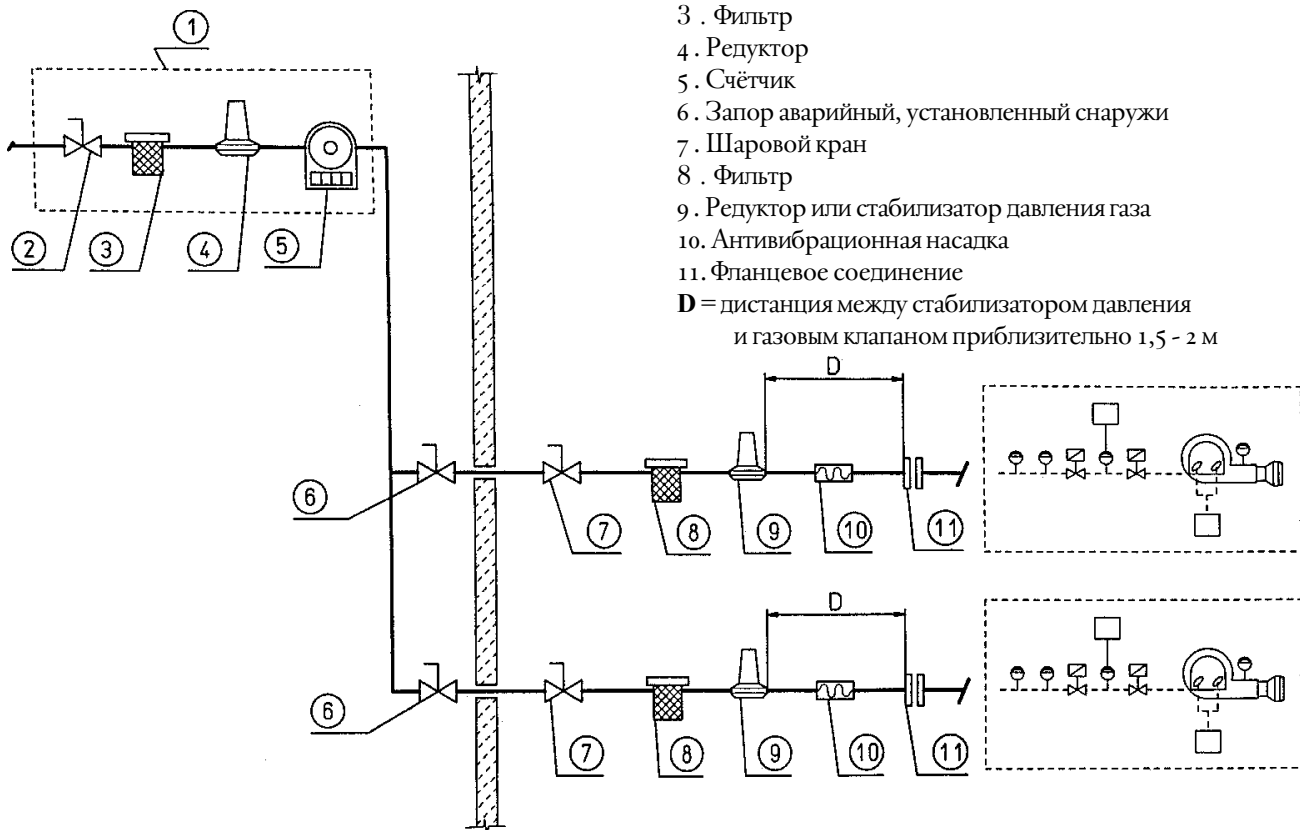 3 . Фильтр
4 . Редуктор
5 . Счётчик
6 . Запор аварийный, установленный снаружи
7 . Шаровой кран
8 . Фильтр
9 . Редуктор или стабилизатор давления газа
10. Антивибрационная насадка
11. Фланцевое соединение
D = дистанция между стабилизатором давления
и газовым клапаном приблизительно 1,5 - 2 м
1
2 3 4 5
D
6 7 8 9 10 11
D
6 7 8 9 10 11